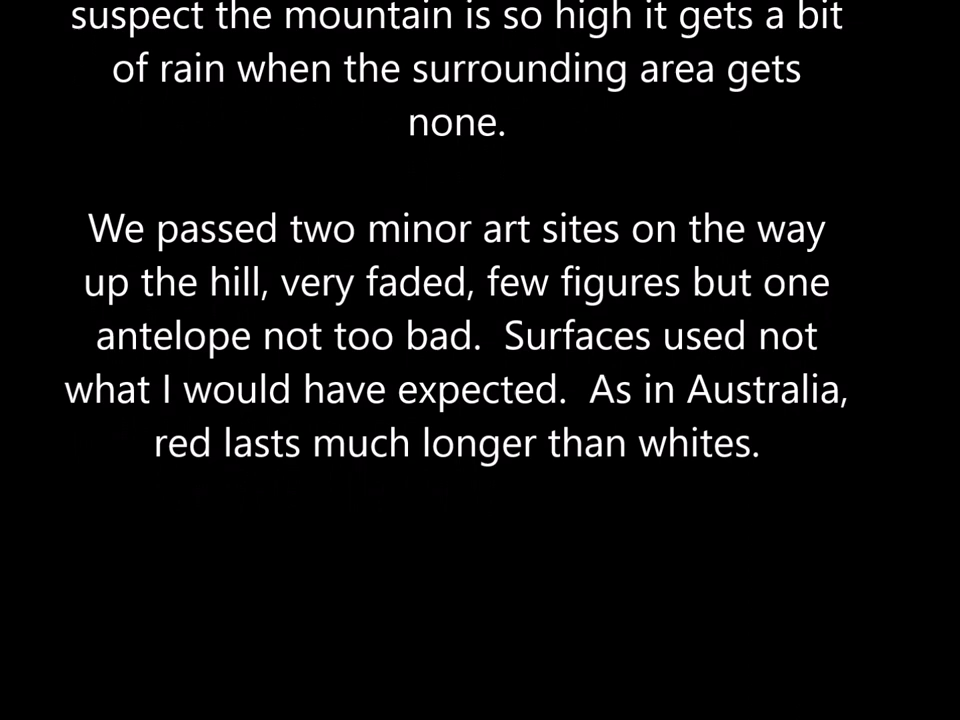 suspect the mountain is so high it gets a bit
of rain when the surrounding area gets
none.
We passed two minor art sites on the way
up the hill, very faded, few figures but one
antelope not too bad.  Surfaces used not
what I would have expected.  As in Australia,
red lasts much longer than whites.